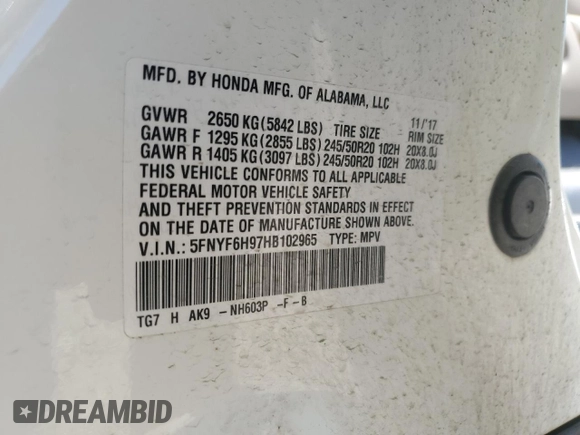 MFD. BY HONDA MFG. OF ALABAMA, LLC
11/'17
GVWR 2650 KG(5842 LBS) TIRE SIZE RIM SIZE
GAWR F 1295 KG(2855 LBS)245/50R20 102H 20X8.0J
GAWR R 1405 KG(3097 LBS)245/50R20 102H 20X8.0J
THIS VEHICLE CONFORMS TO ALL APPLICABLE
FEDERAL MOTOR VEHICLE SAFETY
AND THEFT PREVENTION STANDARDS IN EFFECT
ON THE DATE OF MANUFACTURE SHOWN ABOVE.
V.I.N.: 5FNYF6H97HB102965 TYPE: MPV
TG7 H AK9 -NH603P -F-B
DREAMBID